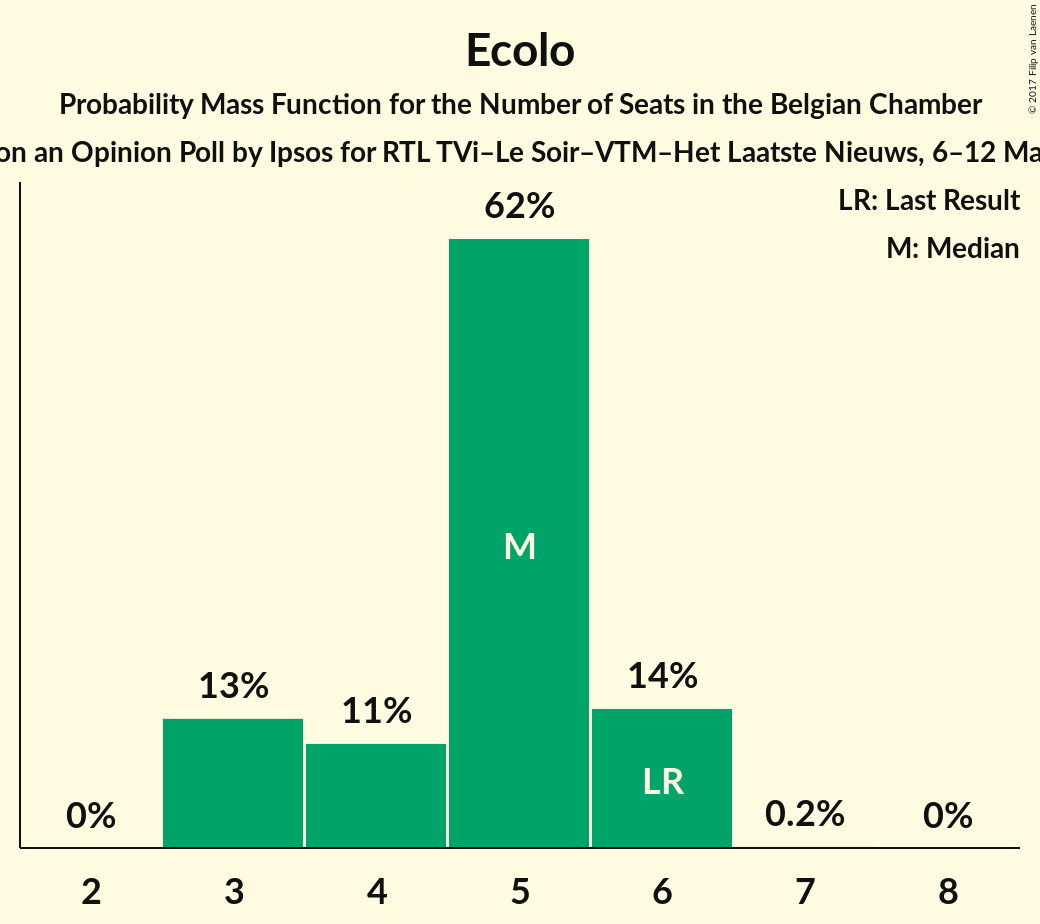 Ecolo
Probability Mass Function for the Number of Seats in the Belgian Chamber
on an Opinion Poll by Ipsos for RTL TVi–Le Soir–VTM–Het Laatste Nieuws, 6–12 Ma
© 2017 Filip van Laenen
LR: Last Result
M: Median
62%
M
13%
11%
14%
LR
0%
0.2%
0%
2 3 4 5 6 7 8